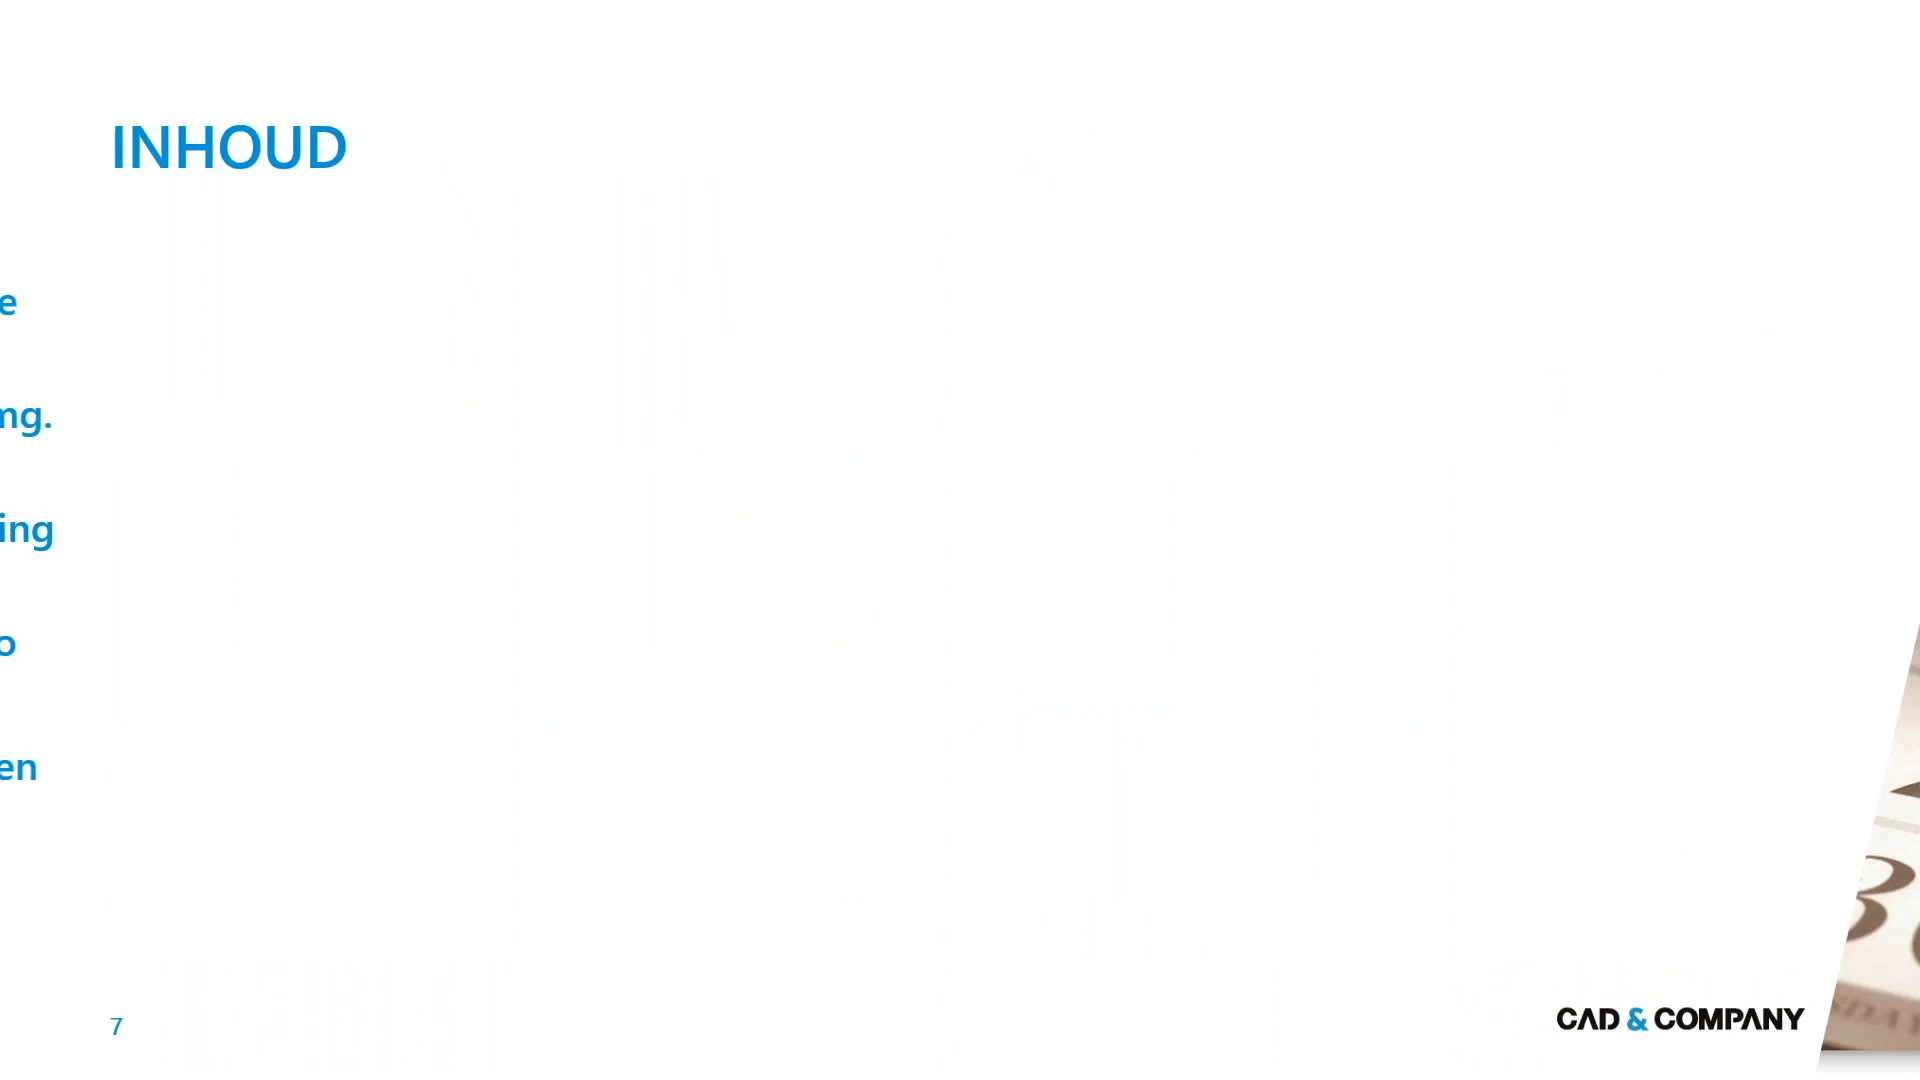 INHOUD
e
ng.
ing
o
en
7
CAD & COMPANY